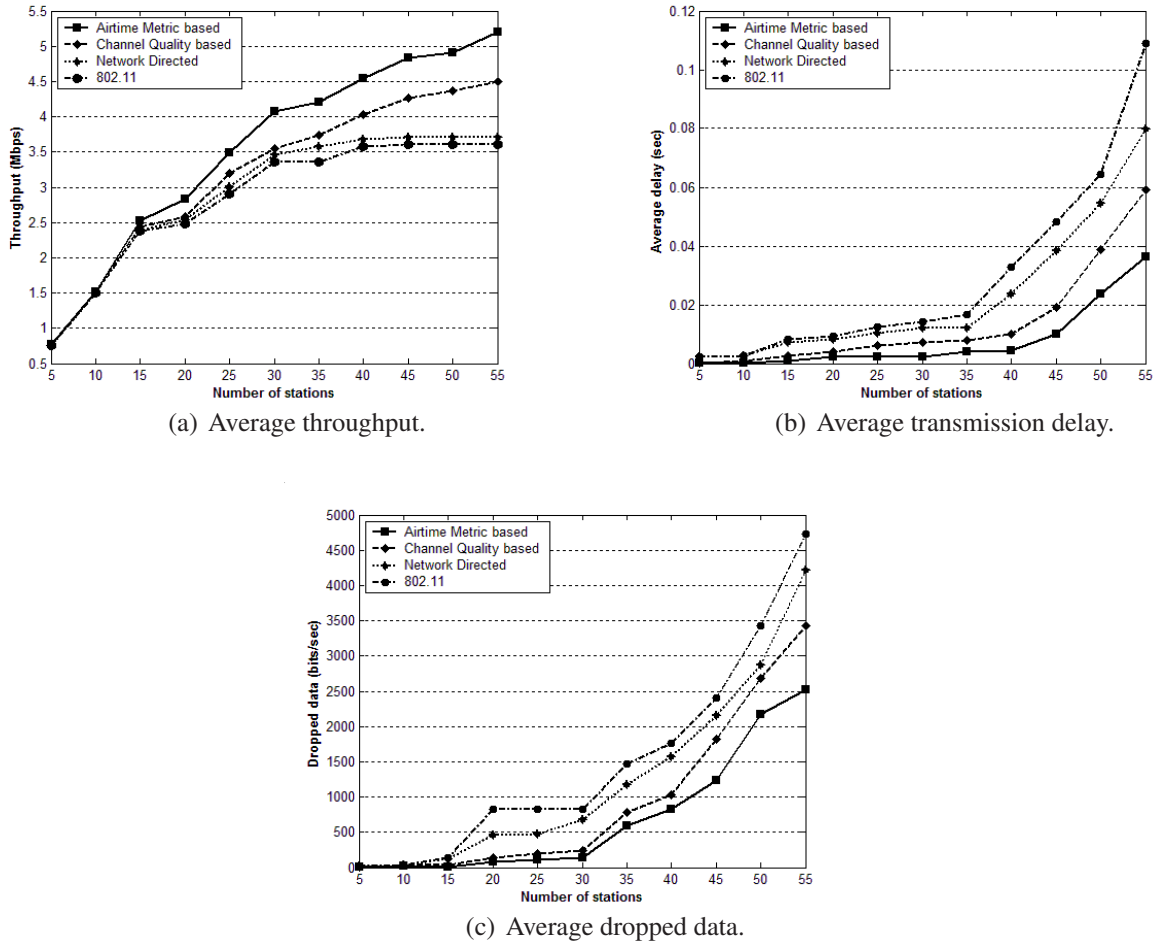 5.5
5
4.5
4
3.5
3
2.5
2
1.5
1
0.5
Throughput (Mbps)
Airtime Metric based
Channel Quality based
Network Directed
802.11
5 10 15 20 25 30 35 40 45 50 55
Number of stations
(a) Average throughput.
0.12
0.1
0.08
0.06
0.04
0.02
0
Average delay (sec)
Airtime Metric based
Channel Quality based
Network Directed
802.11
5 10 15 20 25 30 35 40 45 50 55
Number of stations
(b) Average transmission delay.
5000
4500
4000
3500
3000
2500
2000
1500
1000
500
0
Dropped data (bits/sec)
Airtime Metric based
Channel Quality based
Network Directed
802.11
5 10 15 20 25 30 35 40 45 50 55
Number of stations
(c) Average dropped data.